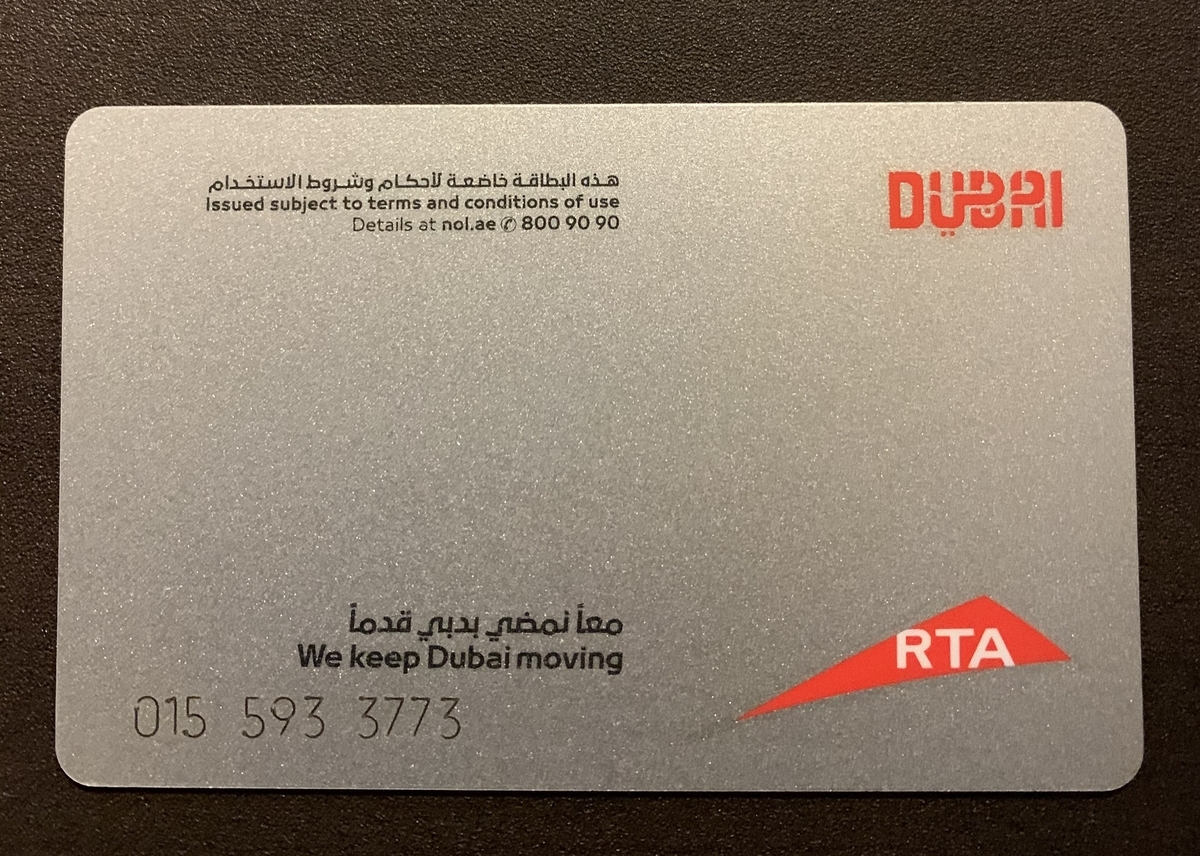 هذه البطاقة خاضعة لأحكام وشروط الاستخدام
Issued subject to terms and conditions of use
Details at nol.ae ✆ 800 90 90
DUBAI
معاً نمضي بدبي قدماً
We keep Dubai moving
RTA
015 593 3773